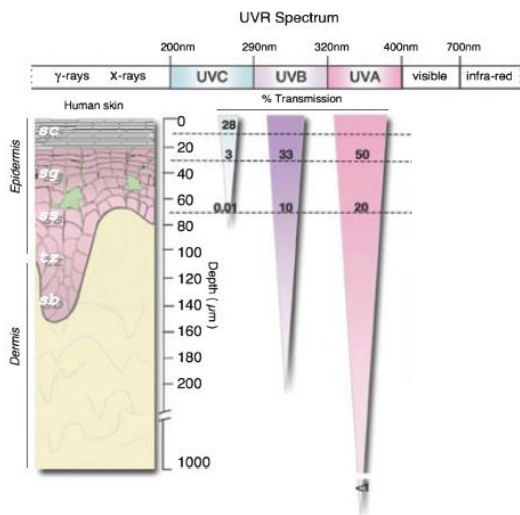 UVR Spectrum
200nm 290nm 320nm 400nm 700nm
γ-rays X-rays UVC UVB UVA visible infra-red
Human skin
% Transmission
Epidermis
Dermis
sc
sg
ss
tz
sb
0
20
40
60
80
100
120
140
160
180
200
1000
Depth ( μm)
28
3 33 50
0.01 10 20
<1